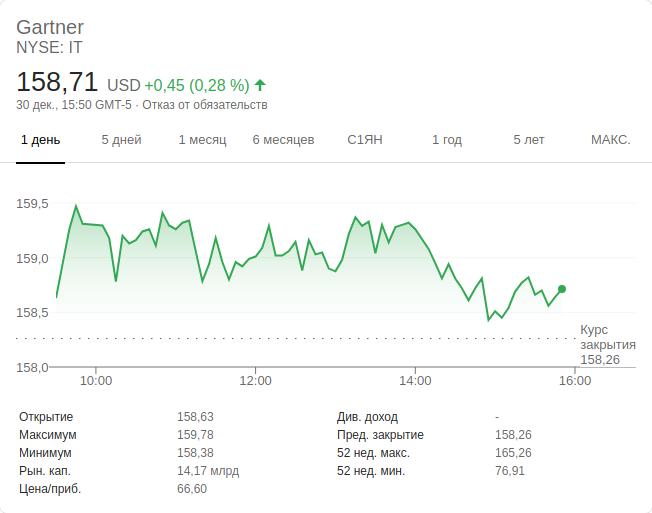 Gartner
NYSE: IT
158,71 USD +0,45 (0,28 %)
30 дек., 15:50 GMT-5 · Отказ от обязательств
1 день 5 дней 1 месяц 6 месяцев С1ЯН 1 год 5 лет МАКС.
159,5
159,0
158,5
158,0
Курс
закрытия
158,26
10:00 12:00 14:00 16:00
Открытие 158,63 Див. доход -
Максимум 159,78 Пред. закрытие 158,26
Минимум 158,38 52 нед. макс. 165,26
Рын. кап. 14,17 млрд 52 нед. мин. 76,91
Цена/приб. 66,60